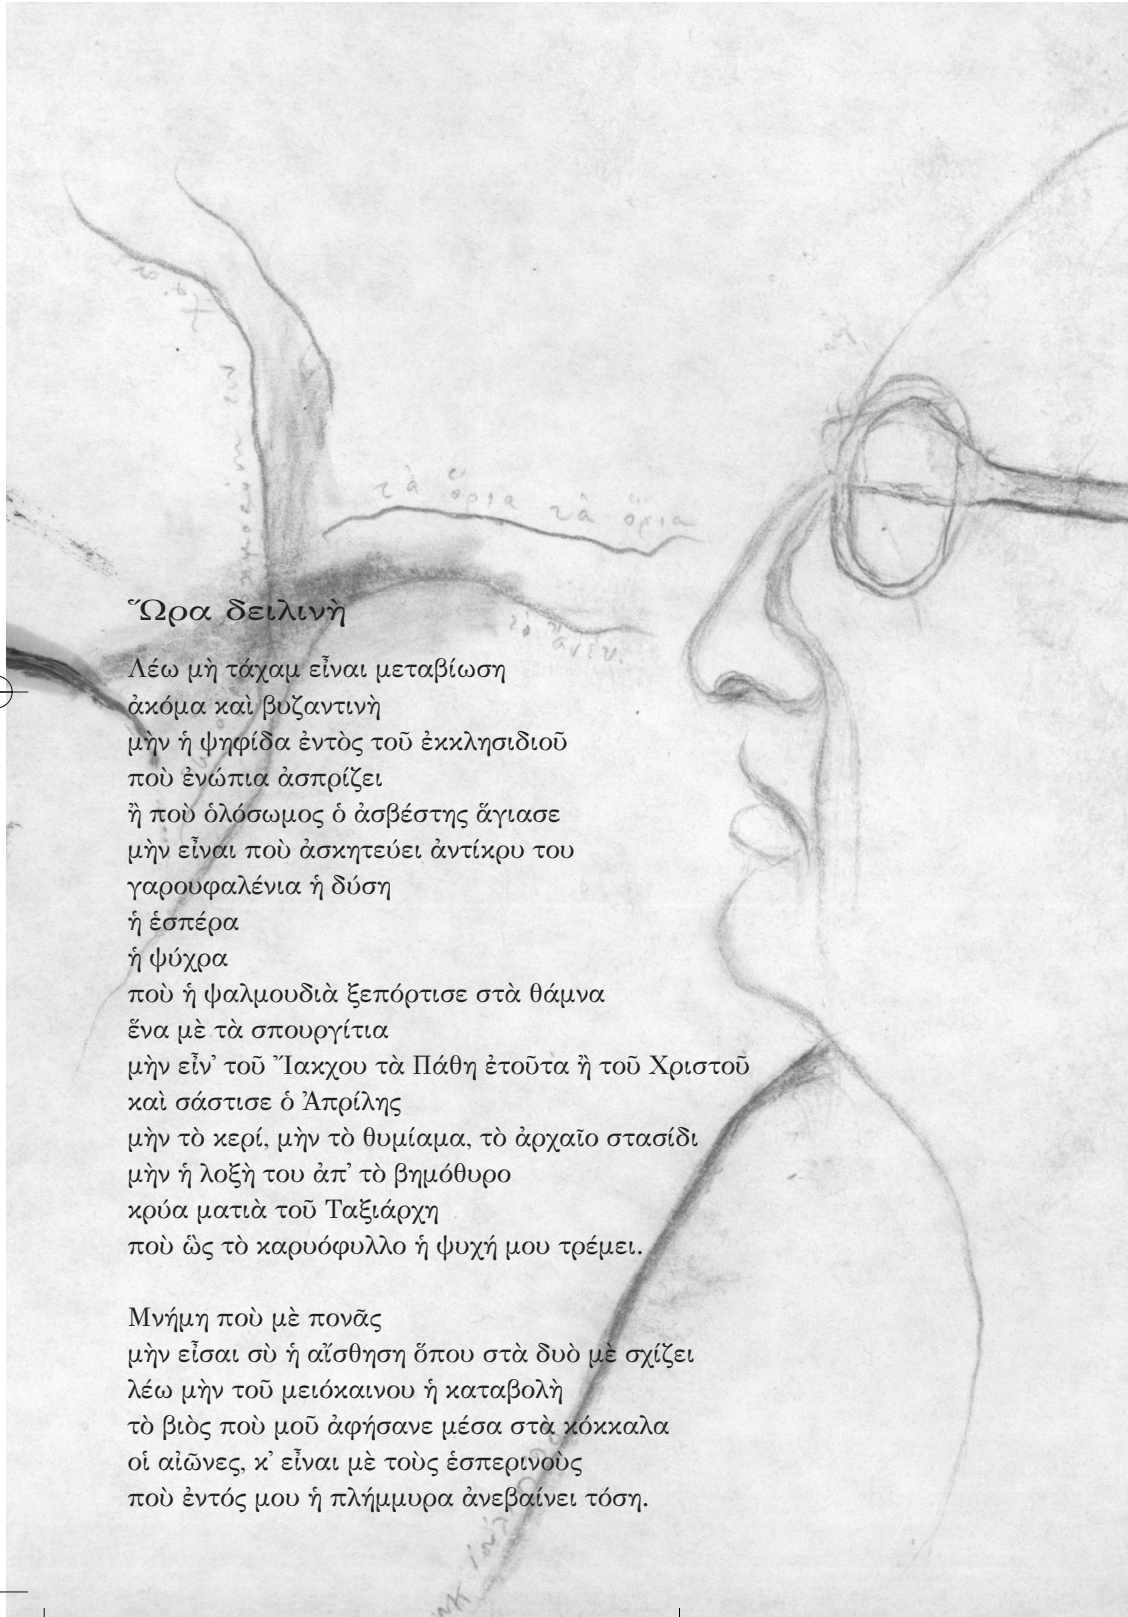 τὰ ὅρια τὰ ὅρια
Ὥρα δειλινὴ
Λέω μὴ τάχαμ εἶναι μεταβίωση
ἀκόμα καὶ βυζαντινὴ
μὴν ἡ ψηφίδα ἐντὸς τοῦ ἐκκλησιδιοῦ
ποὺ ἐνώπια ἀσπρίζει
ἢ ποὺ ὁλόσωμος ὁ ἀσβέστης ἅγιασε
μὴν εἶναι ποὺ ἀσκητεύει ἀντίκρυ του
γαρουφαλένια ἡ δύση
ἡ ἑσπέρα
ἡ ψύχρα
ποὺ ἡ ψαλμουδιὰ ξεπόρτισε στὰ θάμνα
ἕνα μὲ τὰ σπουργίτια
μὴν εἶν’ τοῦ Ἴακχου τὰ Πάθη ἐτοῦτα ἢ τοῦ Χριστοῦ
καὶ σάστισε ὁ Ἀπρίλης
μὴν τὸ κερί, μὴν τὸ θυμίαμα, τὸ ἀρχαῖο στασίδι
μὴν ἡ λοξὴ του ἀπ’ τὸ βημόθυρο
κρύα ματιὰ τοῦ Ταξιάρχη
ποὺ ὣς τὸ καρυόφυλλο ἡ ψυχή μου τρέμει.
Μνήμη ποὺ μὲ πονᾶς
μὴν εἶσαι σὺ ἡ αἴσθηση ὅπου στὰ δυὸ μὲ σχίζει
λέω μὴν τοῦ μειόκαινου ἡ καταβολὴ
τὸ βιὸς ποὺ μοῦ ἀφήσανε μέσα στὰ κόκκαλα
οἱ αἰῶνες, κ’ εἶναι μὲ τοὺς ἑσπερινοὺς
ποὺ ἐντός μου ἡ πλήμμυρα ἀνεβαίνει τόση.